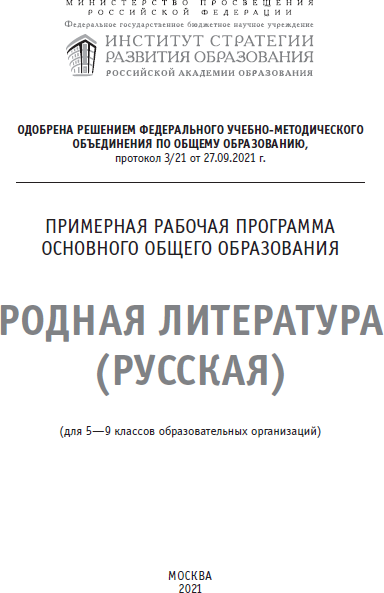 МИНИСТЕРСТВО ПРОСВЕЩЕНИЯ
РОССИЙСКОЙ ФЕДЕРАЦИИ
Федеральное государственное бюджетное научное учреждение
ИНСТИТУТ СТРАТЕГИИ
РАЗВИТИЯ ОБРАЗОВАНИЯ
РОССИЙСКОЙ АКАДЕМИИ ОБРАЗОВАНИЯ
ОДОБРЕНА РЕШЕНИЕМ ФЕДЕРАЛЬНОГО УЧЕБНО-МЕТОДИЧЕСКОГО
ОБЪЕДИНЕНИЯ ПО ОБЩЕМУ ОБРАЗОВАНИЮ,
протокол 3/21 от 27.09.2021 г.
ПРИМЕРНАЯ РАБОЧАЯ ПРОГРАММА
ОСНОВНОГО ОБЩЕГО ОБРАЗОВАНИЯ
РОДНАЯ ЛИТЕРАТУРА
(РУССКАЯ)
(для 5—9 классов образовательных организаций)
МОСКВА
2021